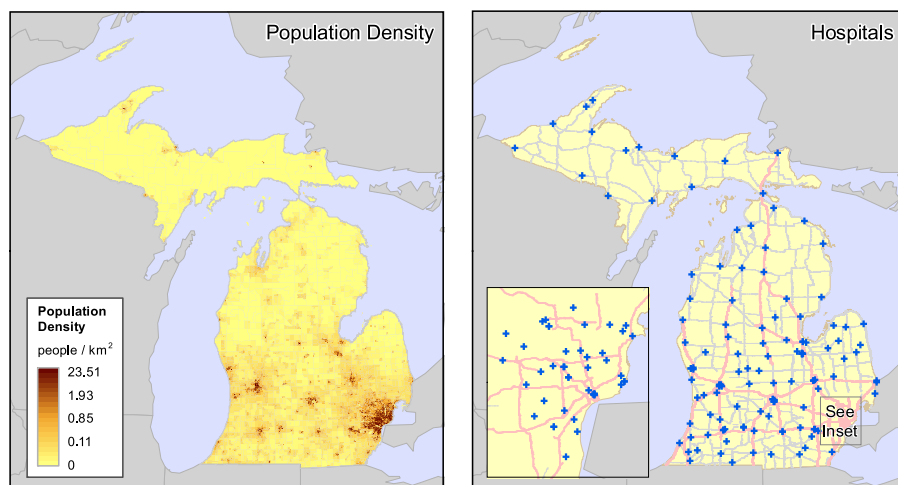 Population Density
Population
Density
people / km²
23,51
1.93
0.85
0.11
0
Hospitals
See
Inset